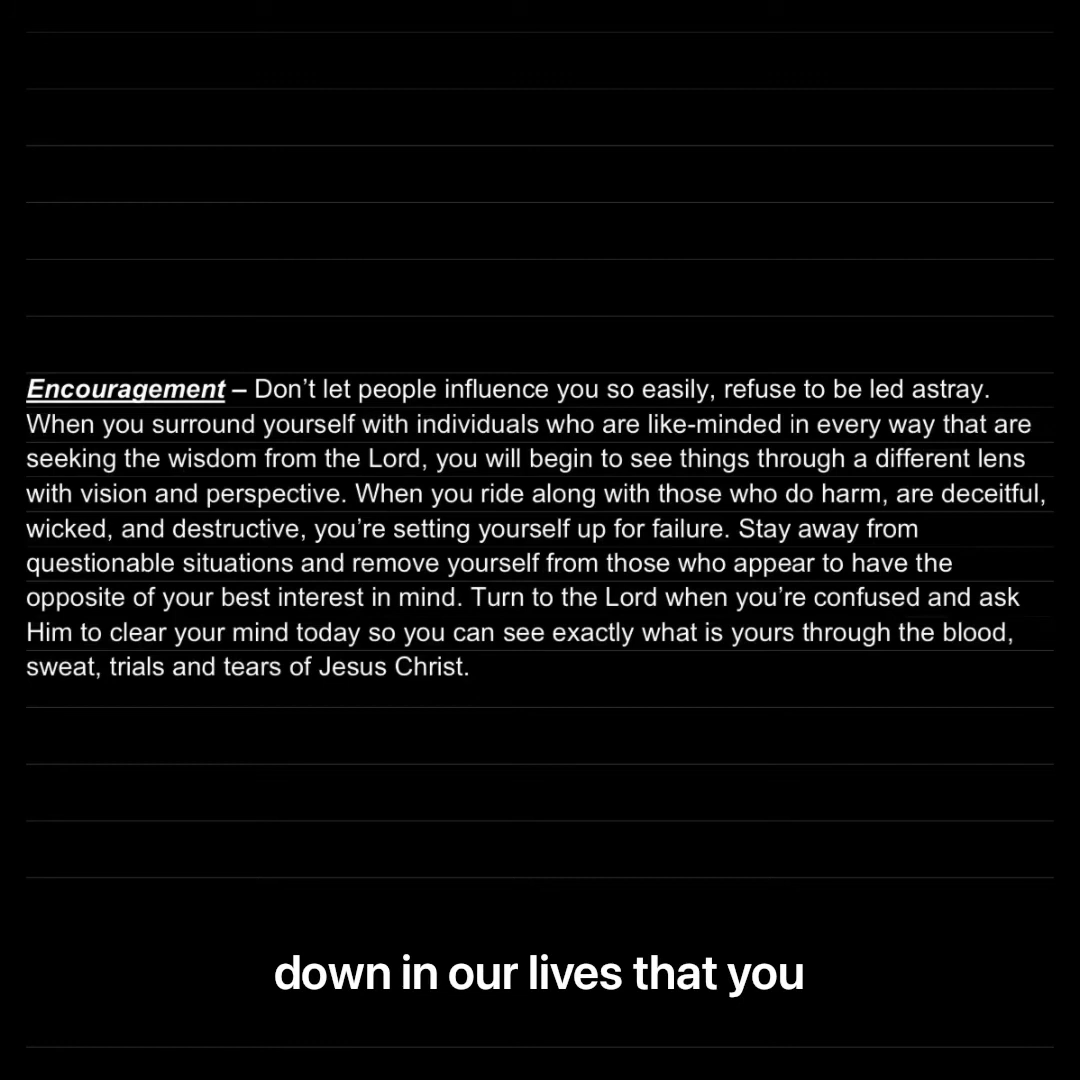 Encouragement – Don’t let people influence you so easily, refuse to be led astray.
When you surround yourself with individuals who are like-minded in every way that are
seeking the wisdom from the Lord, you will begin to see things through a different lens
with vision and perspective. When you ride along with those who do harm, are deceitful,
wicked, and destructive, you’re setting yourself up for failure. Stay away from
questionable situations and remove yourself from those who appear to have the
opposite of your best interest in mind. Turn to the Lord when you’re confused and ask
Him to clear your mind today so you can see exactly what is yours through the blood,
sweat, trials and tears of Jesus Christ.
down in our lives that you